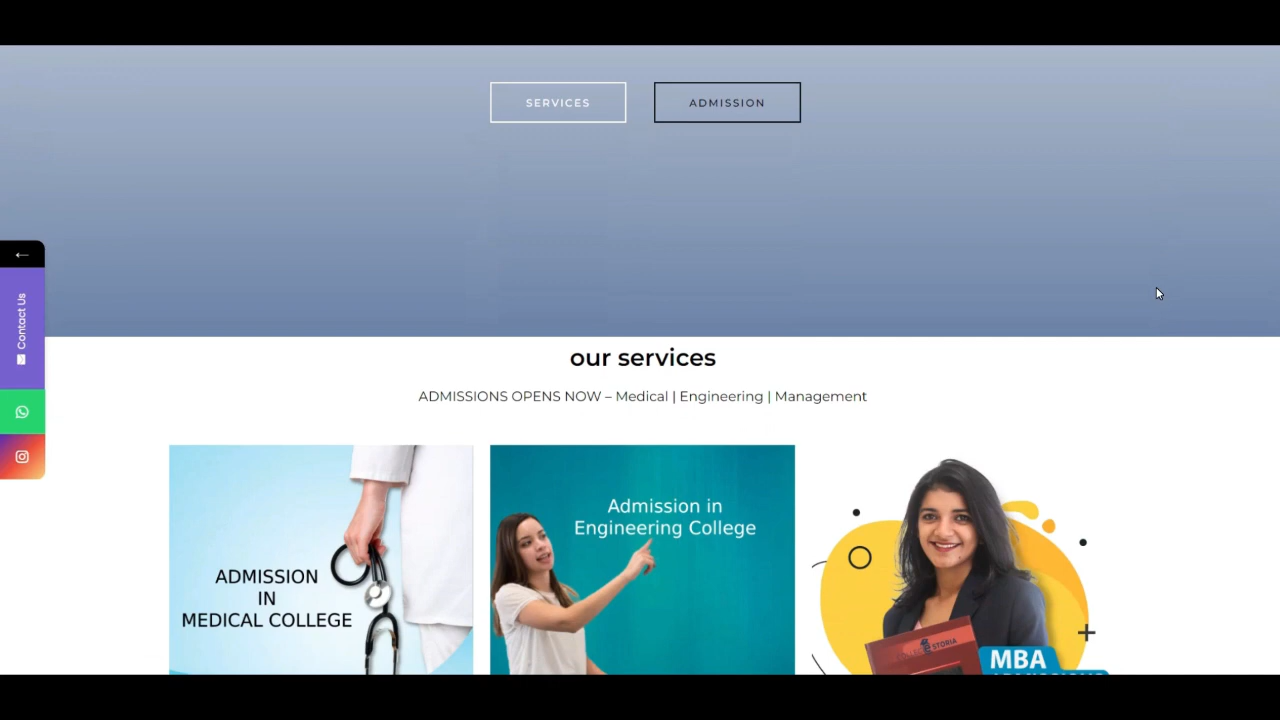 SERVICES
ADMISSION
Contact Us
our services
ADMISSIONS OPENS NOW – Medical | Engineering | Management
ADMISSION
IN
MEDICAL COLLEGE
Admission in
Engineering College
STORIA
MBA